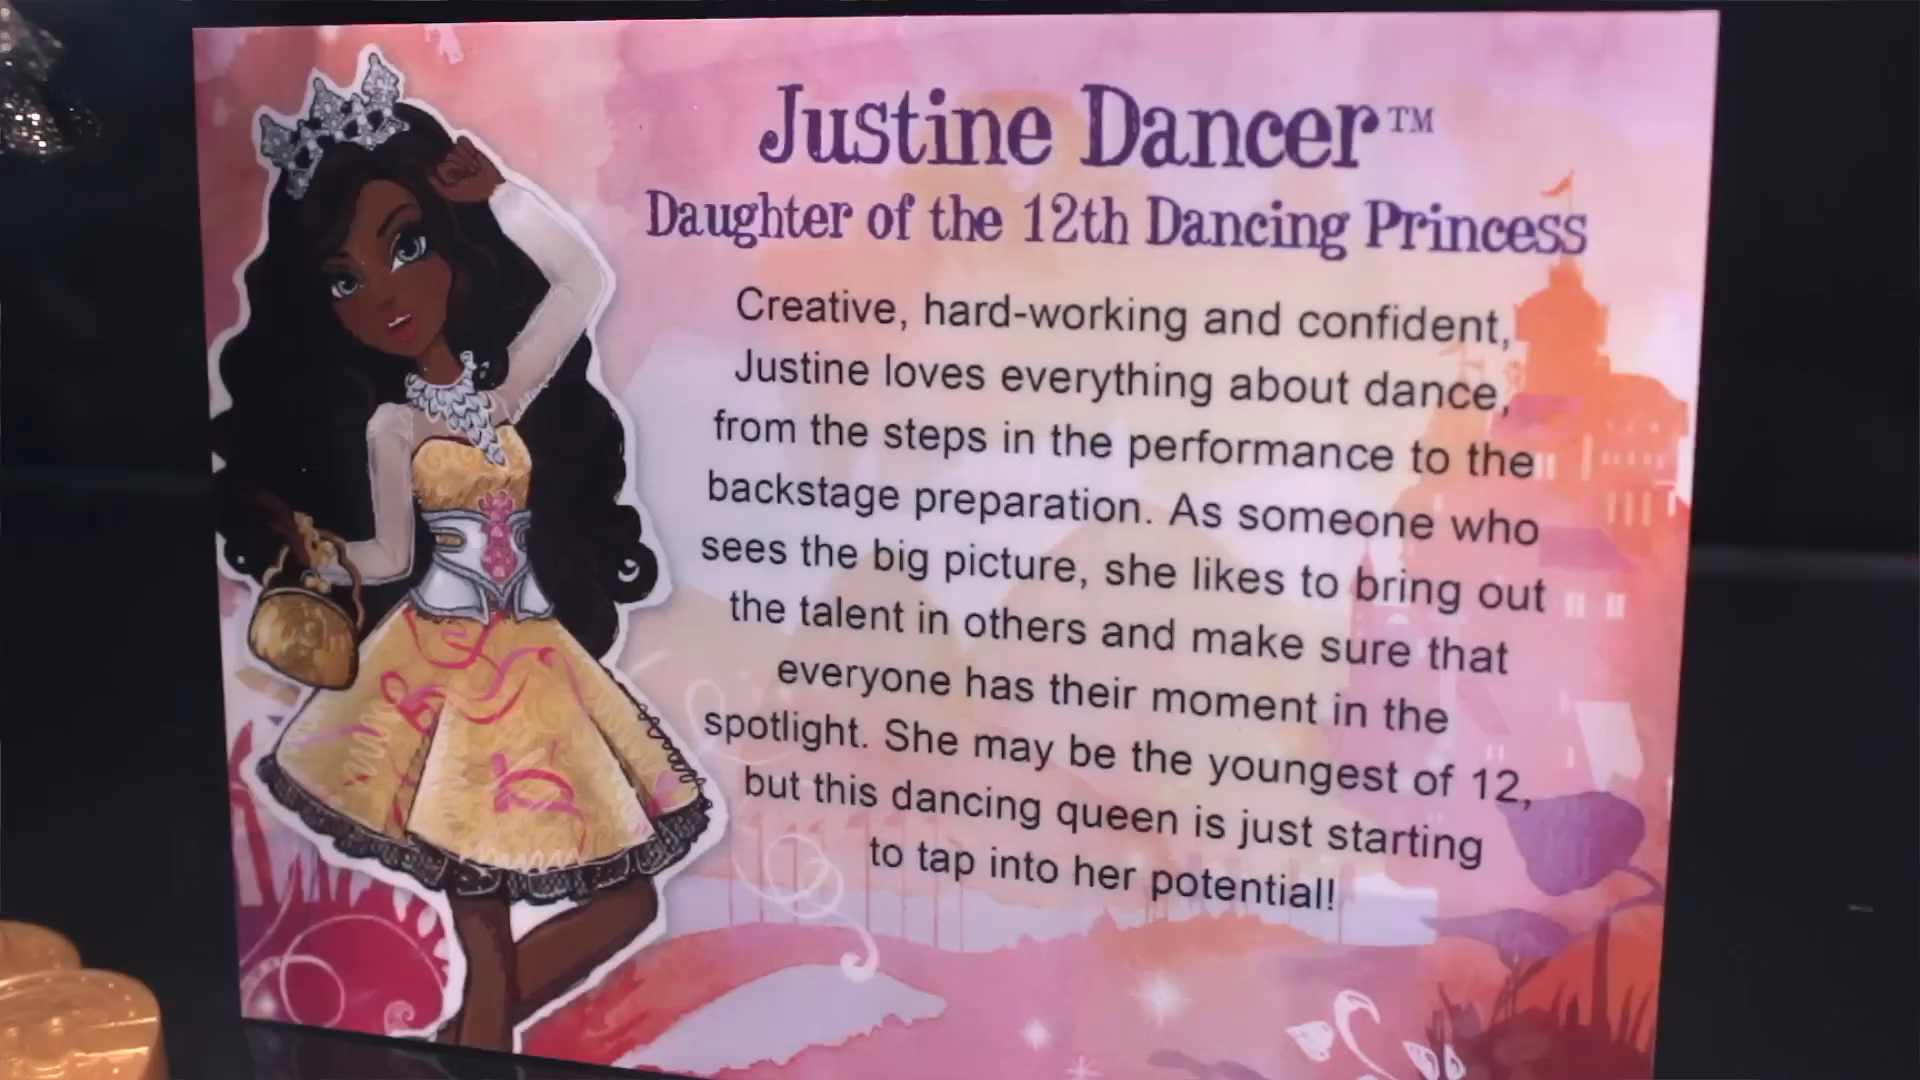 Justine Dancer™
Daughter of the 12th Dancing Princess
Creative, hard-working and confident,
Justine loves everything about dance,
from the steps in the performance to the
backstage preparation. As someone who
sees the big picture, she likes to bring out
the talent in others and make sure that
everyone has their moment in the
spotlight. She may be the youngest of 12,
but this dancing queen is just starting
to tap into her potential!